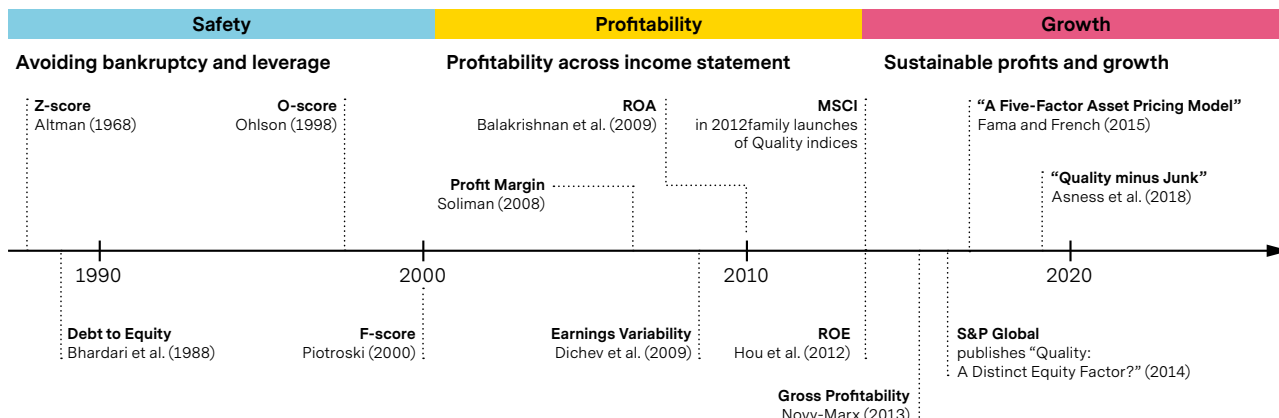 Safety
Profitability
Growth
Avoiding bankruptcy and leverage
Profitability across income statement
Sustainable profits and growth
Z-score
Altman (1968)
O-score
Ohlson (1998)
ROA
Balakrishnan et al. (2009)
MSCI
in 2012family launches
of Quality indices
“A Five-Factor Asset Pricing Model”
Fama and French (2015)
Profit Margin
Soliman (2008)
“Quality minus Junk”
Asness et al. (2018)
1990
2000
2010
2020
Debt to Equity
Bhardari et al. (1988)
F-score
Piotroski (2000)
Earnings Variability
Dichev et al. (2009)
ROE
Hou et al. (2012)
S&P Global
publishes “Quality:
A Distinct Equity Factor?” (2014)
Gross Profitability
Novy-Marx (2013)